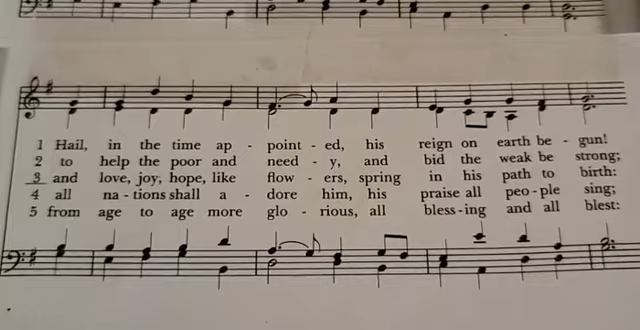 1 Hail, in the time ap - point - ed, his reign on earth be - gun!
2 to help the poor and need - y, and bid the weak be strong;
3 and love, joy, hope, like flow - ers, spring in his path to birth:
4 all na - tions shall a - dore him, his praise all peo - ple sing;
5 from age to age more glo - rious, all bless - ing and all blest: